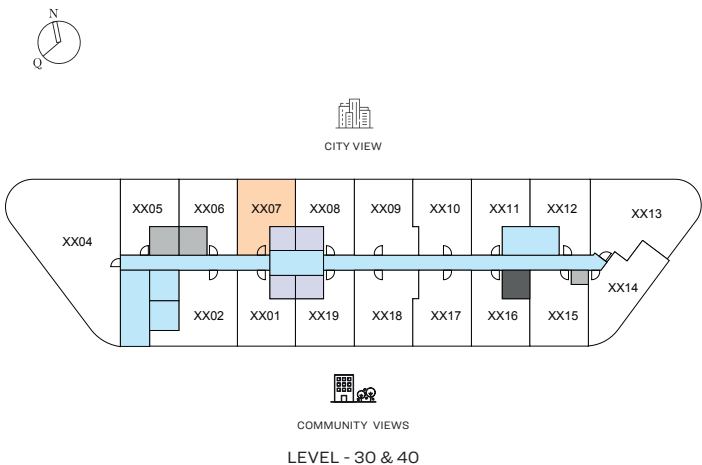 N
Q
CITY VIEW
XX05 XX06 XX07 XX08 XX09 XX10 XX11 XX12 XX13
XX04
XX14
XX02 XX01 XX19 XX18 XX17 XX16 XX15
COMMUNITY VIEWS
LEVEL - 30 & 40